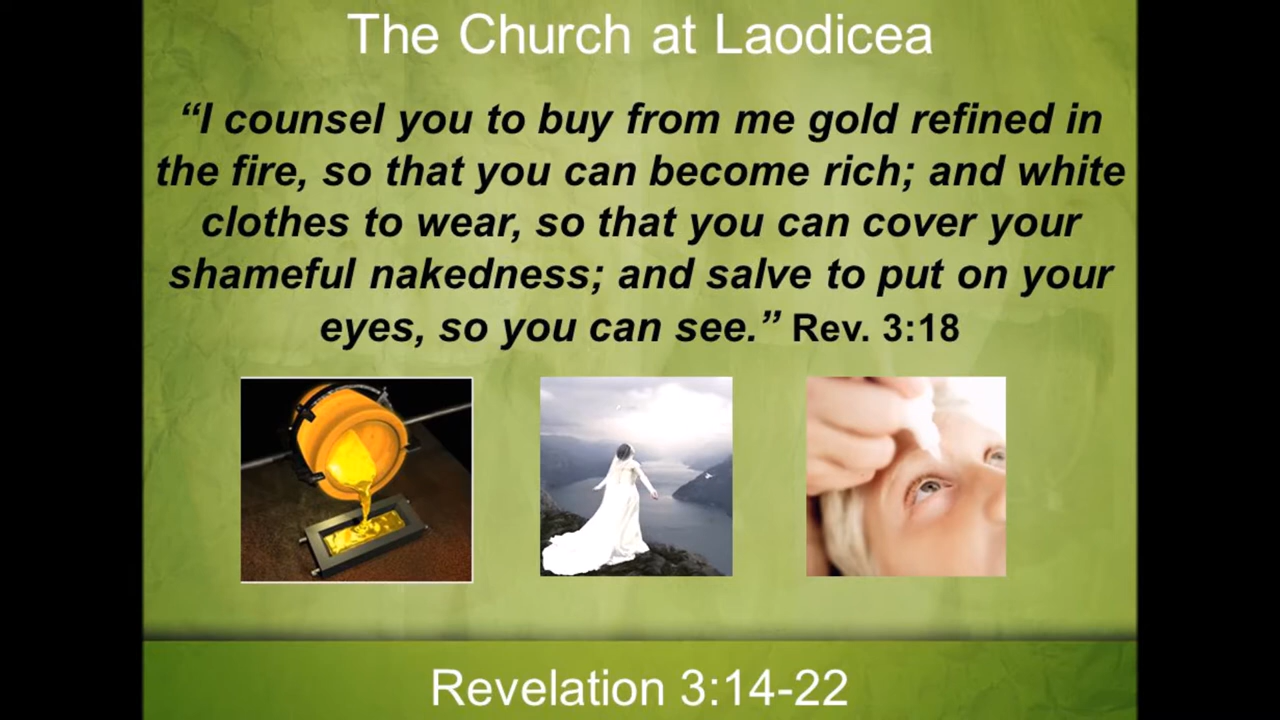 The Church at Laodicea
“I counsel you to buy from me gold refined in
the fire, so that you can become rich; and white
clothes to wear, so that you can cover your
shameful nakedness; and salve to put on your
eyes, so you can see.” Rev. 3:18
Revelation 3:14-22